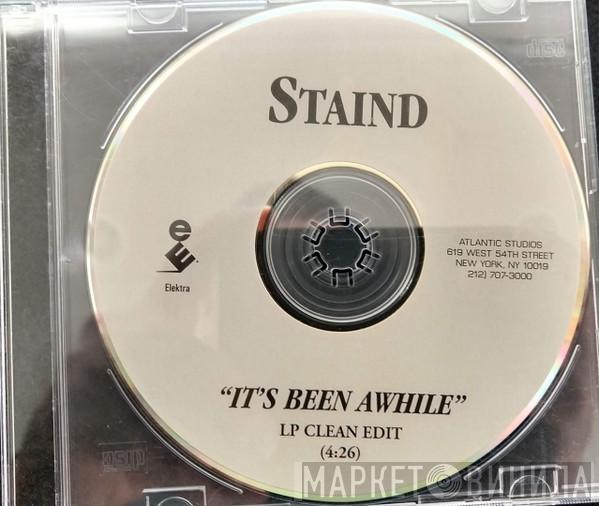 STAIND
e
Elektra
ATLANTIC STUDIOS
619 WEST 54TH STREET
NEW YORK, NY 10019
212) 707-3000
"IT'S BEEN AWHILE"
LP CLEAN EDIT
(4:26)
МАРКЕТ ВИНИЛА